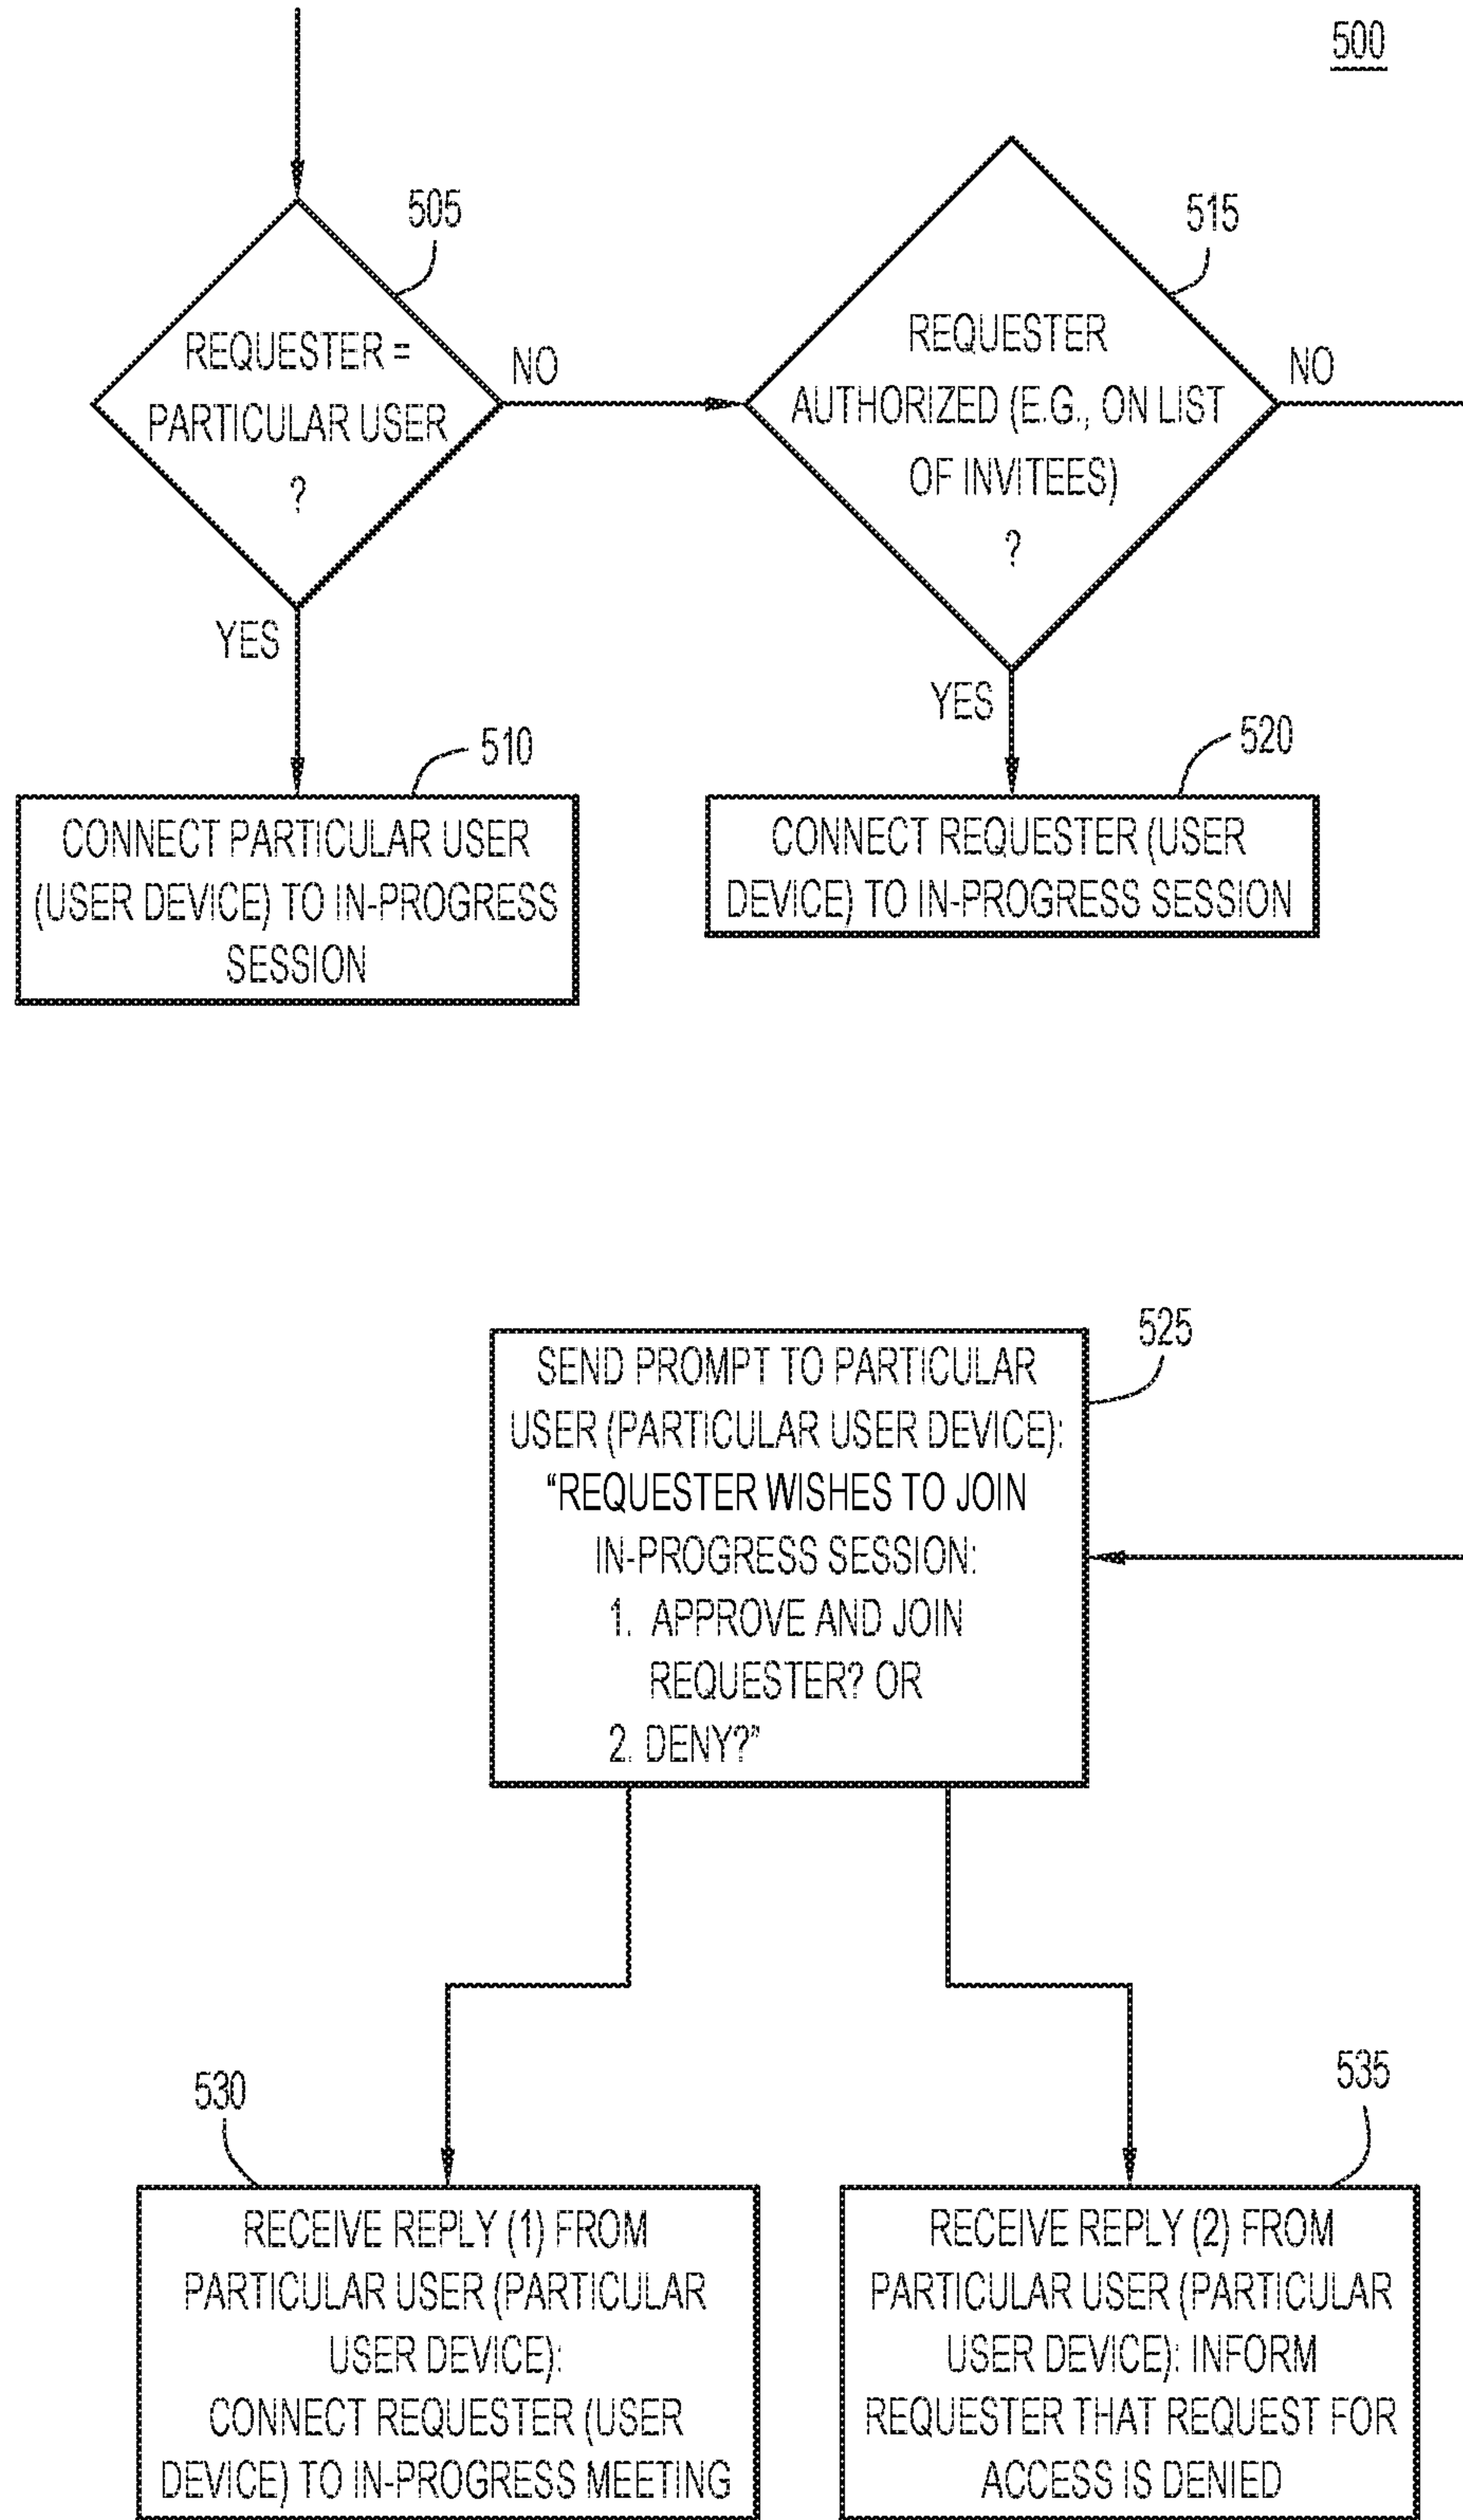 500
505
REQUESTER =
PARTICULAR USER
?
NO
YES
515
REQUESTER
AUTHORIZED (E.G., ON LIST
OF INVITEES)
?
NO
YES
510
CONNECT PARTICULAR USER
(USER DEVICE) TO IN-PROGRESS
SESSION
520
CONNECT REQUESTER (USER
DEVICE) TO IN-PROGRESS SESSION
525
SEND PROMPT TO PARTICULAR
USER (PARTICULAR USER DEVICE):
“REQUESTER WISHES TO JOIN
IN-PROGRESS SESSION:
1. APPROVE AND JOIN
REQUESTER? OR
2. DENY?”
530
RECEIVE REPLY (1) FROM
PARTICULAR USER (PARTICULAR
USER DEVICE):
CONNECT REQUESTER (USER
DEVICE) TO IN-PROGRESS MEETING
535
RECEIVE REPLY (2) FROM
PARTICULAR USER (PARTICULAR
USER DEVICE): INFORM
REQUESTER THAT REQUEST FOR
ACCESS IS DENIED